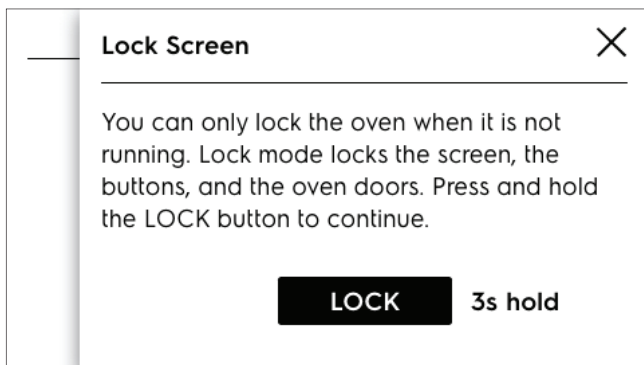 Lock Screen
You can only lock the oven when it is not
running. Lock mode locks the screen, the
buttons, and the oven doors. Press and hold
the LOCK button to continue.
LOCK 3s hold